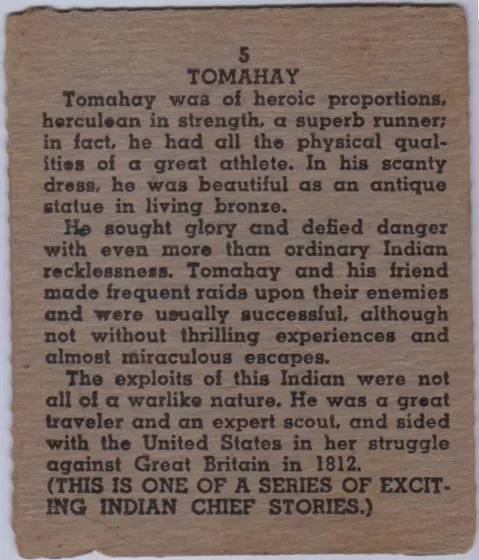 5
TOMAHAY
Tomahay was of heroic proportions,
herculean in strength, a superb runner;
in fact, he had all the physical qual-
ities of a great athlete. In his scanty
dress, he was beautiful as an antique
statue in living bronze.
He sought glory and defied danger
with even more than ordinary Indian
recklessness. Tomahay and his friend
made frequent raids upon their enemies
and were usually successful, although
not without thrilling experiences and
almost miraculous escapes.
The exploits of this Indian were not
all of a warlike nature. He was a great
traveler and an expert scout, and sided
with the United States in her struggle
against Great Britain in 1812.
(THIS IS ONE OF A SERIES OF EXCIT-
ING INDIAN CHIEF STORIES.)